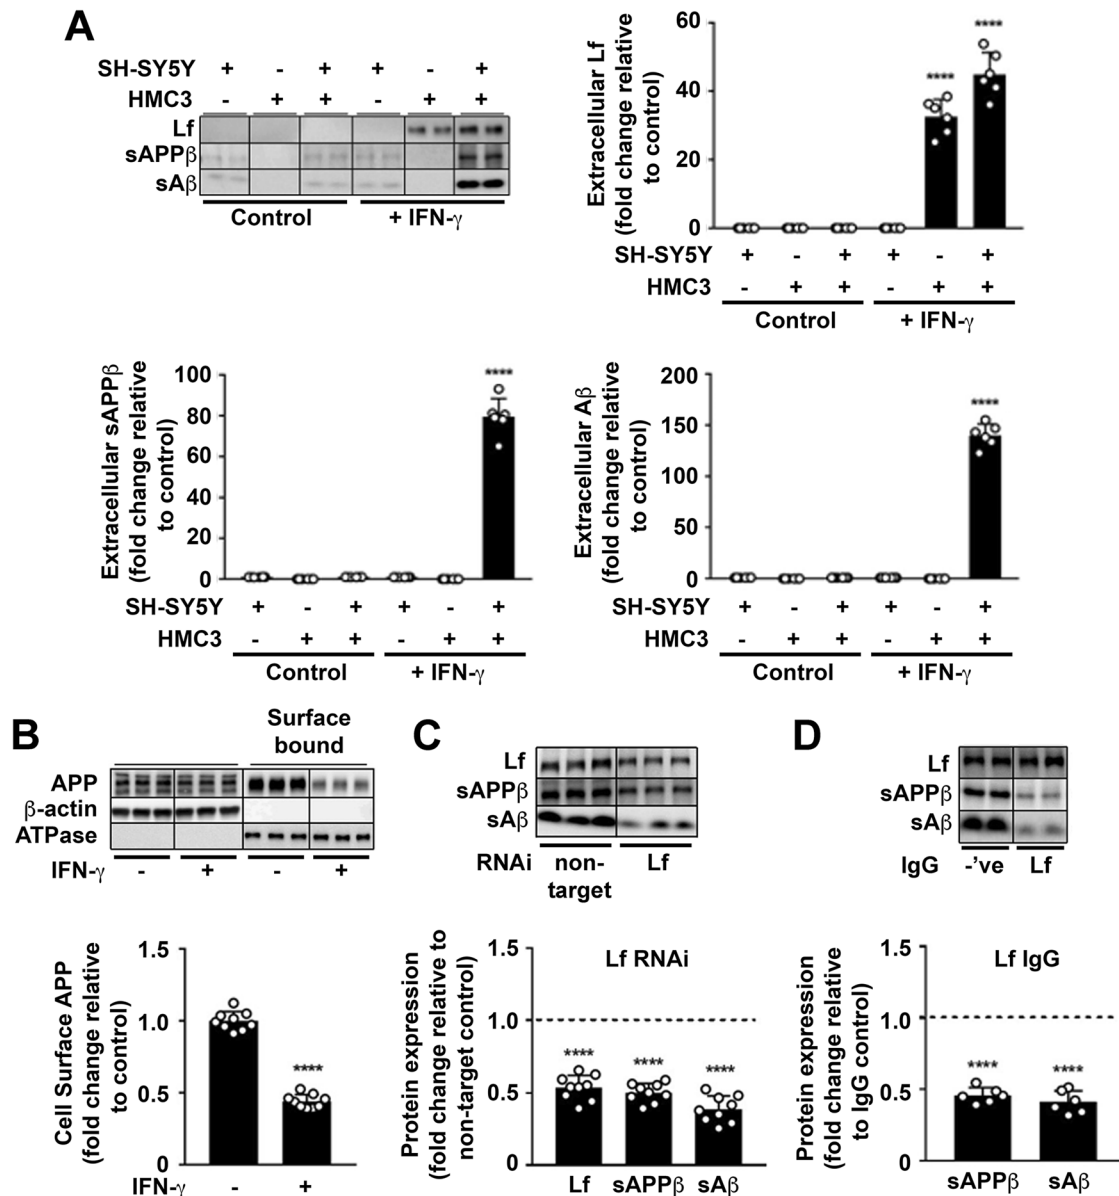 A
SH-SY5Y + - + + - +
HMC3 - + + - + +
Lf
sAPPβ
sAβ
Control + IFN-γ
Extracellular Lf
(fold change relative
to control)
60
40
20
0
****
****
SH-SY5Y + - + + - +
HMC3 - + + - + +
Control + IFN-γ
Extracellular sAPPβ
(fold change relative
to control)
100
80
60
40
20
0
****
SH-SY5Y + - + + - +
HMC3 - + + - + +
Control + IFN-γ
Extracellular Aβ
(fold change relative
to control)
200
150
100
50
0
****
SH-SY5Y + - + + - +
HMC3 - + + - + +
Control + IFN-γ
B
Surface
bound
APP
β-actin
ATPase
IFN-γ - + - +
Cell Surface APP
(fold change relative
to control)
1.5
1.0
0.5
0
****
IFN-γ - +
C
Lf
sAPPβ
sAβ
RNAi non-
target
Lf
Protein expression
(fold change relative to
non-target control)
1.5
1.0
0.5
0
Lf RNAi
**** **** ****
Lf sAPPβ sAβ
D
Lf
sAPPβ
sAβ
IgG -'ve Lf
Protein expression
(fold change relative
to IgG control)
1.5
1.0
0.5
0
Lf IgG
**** ****
sAPPβ sAβ